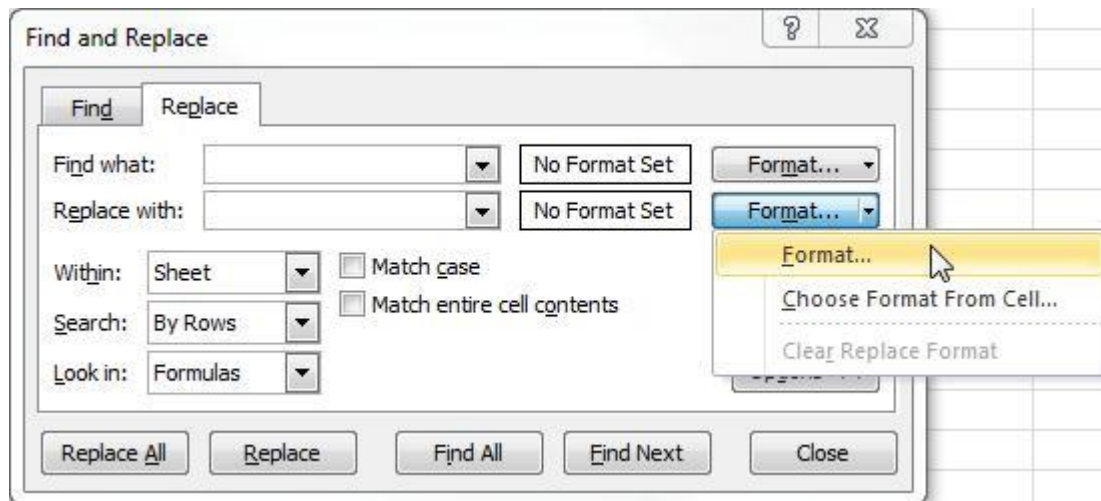 Find and Replace
Find Replace
Find what: No Format Set Format...
Replace with: No Format Set Format...
Format...
Within: Sheet Match case
Choose Format From Cell...
Match entire cell contents
Search: By Rows
Clear Replace Format
Look in: Formulas
Replace All Replace Find All Find Next Close